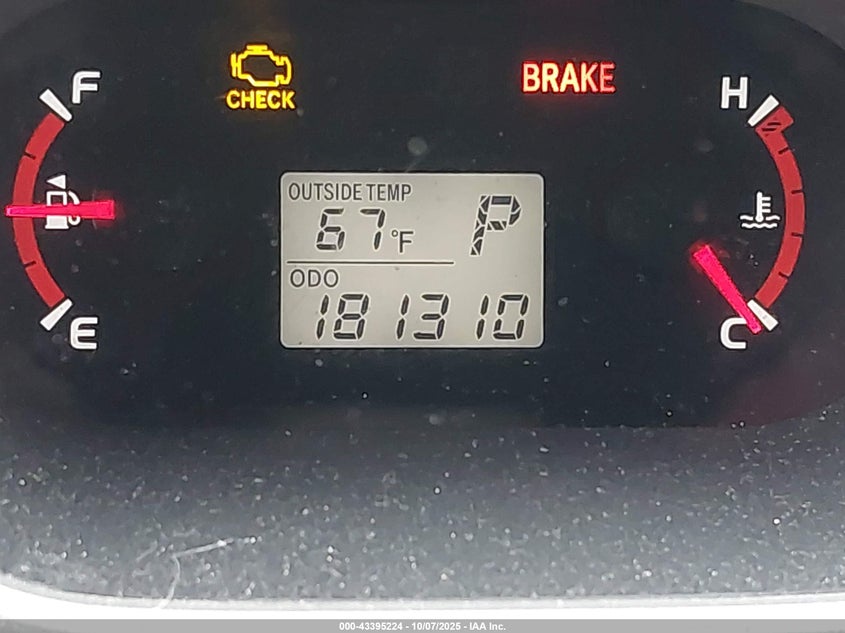 F
CHECK
BRAKE
H
OUTSIDE TEMP
67°F
P
ODO
181310
E
C
000-43395224 - 10/07/2025 - IAA Inc.